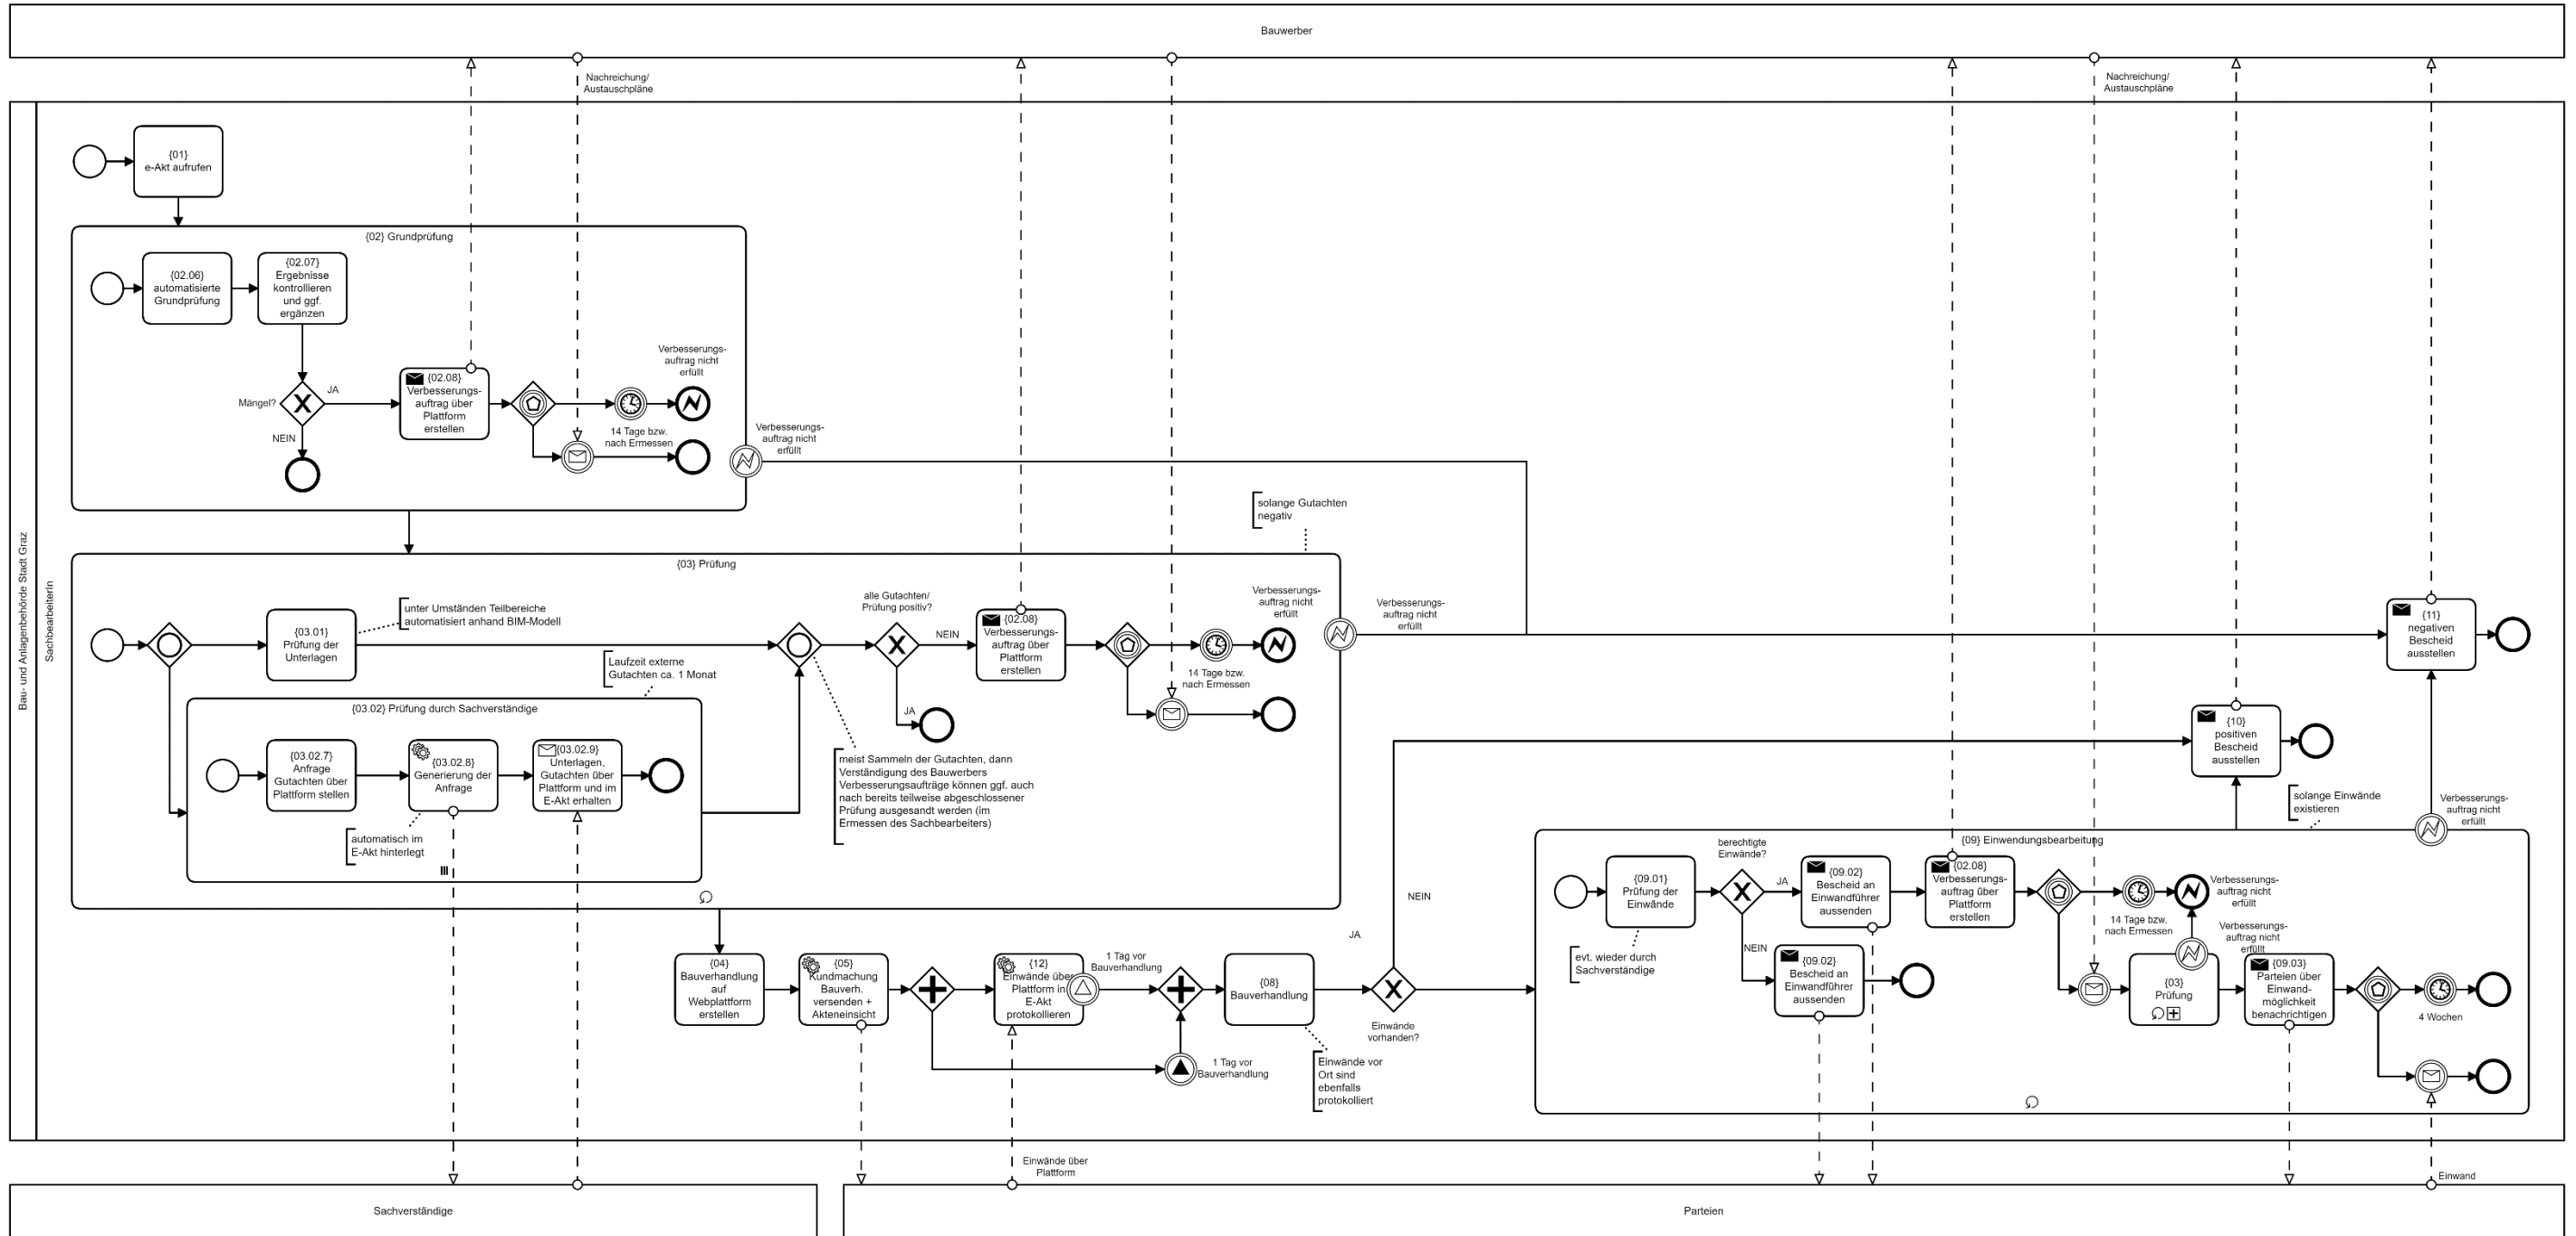 Bauwerber
Nachreichung/
Austauschpläne
Nachreichung/
Austauschpläne
Bau- und Anlagenbehörde Stadt Graz
SachbearbeiterIn
{01}
e-Akt aufrufen
{02} Grundprüfung
{02.06}
automatisierte
Grundprüfung
{02.07}
Ergebnisse
kontrollieren
und ggf.
ergänzen
Mängel?
JA
NEIN
{02.08}
Verbesserungs-
auftrag über
Plattform
erstellen
14 Tage bzw.
nach Ermessen
Verbesserungs-
auftrag nicht
erfüllt
Verbesserungs-
auftrag nicht
erfüllt
solange Gutachten
negativ
{03} Prüfung
{03.01}
Prüfung der
Unterlagen
unter Umständen Teilbereiche
automatisiert anhand BIM-Modell
Laufzeit externe
Gutachten ca. 1 Monat
{03.02} Prüfung durch Sachverständige
{03.02.7}
Anfrage
Gutachten über
Plattform stellen
{03.02.8}
Generierung der
Anfrage
{03.02.9}
Unterlagen,
Gutachten über
Plattform und im
E-Akt erhalten
automatisch im
E-Akt hinterlegt
alle Gutachten/
Prüfung positiv?
NEIN
JA
meist Sammeln der Gutachten, dann
Verständigung des Bauwerbers
Verbesserungsaufträge können ggf. auch
nach bereits teilweise abgeschlossener
Prüfung ausgesandt werden (im
Ermessen des Sachbearbeiters)
{02.08}
Verbesserungs-
auftrag über
Plattform
erstellen
14 Tage bzw.
nach Ermessen
Verbesserungs-
auftrag nicht
erfüllt
Verbesserungs-
auftrag nicht
erfüllt
{11}
negativen
Bescheid
ausstellen
{10}
positiven
Bescheid
ausstellen
{04}
Bauverhandlung
auf
Webplattform
erstellen
{05}
Kundmachung
Bauverh.
versenden +
Akteneinsicht
{12}
Einwände über
Plattform in
E-Akt
protokollieren
1 Tag vor
Bauverhandlung
1 Tag vor
Bauverhandlung
{08}
Bauverhandlung
Einwände vor
Ort sind
ebenfalls
protokolliert
Einwände
vorhanden?
JA
NEIN
solange Einwände
existieren
Verbesserungs-
auftrag nicht
erfüllt
{09} Einwendungsbearbeitung
{09.01}
Prüfung der
Einwände
evt. wieder durch
Sachverständige
berechtigte
Einwände?
JA
NEIN
{09.02}
Bescheid an
Einwandführer
aussenden
{09.02}
Bescheid an
Einwandführer
aussenden
{02.08}
Verbesserungs-
auftrag über
Plattform
erstellen
14 Tage bzw.
nach Ermessen
Verbesserungs-
auftrag nicht
erfüllt
Verbesserungs-
auftrag nicht
erfüllt
{03}
Prüfung
{09.03}
Parteien über
Einwand-
möglichkeit
benachrichtigen
4 Wochen
Einwände über
Plattform
Einwand
Sachverständige
Parteien